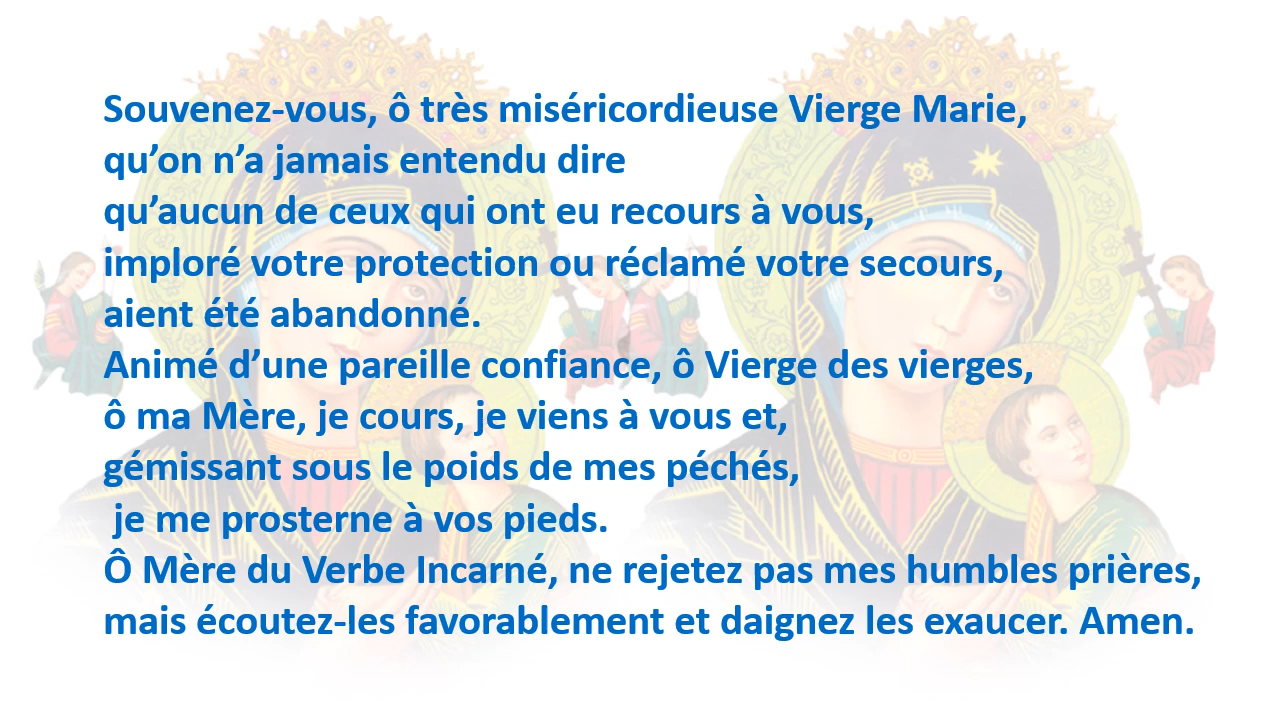 Souvenez-vous, ô très miséricordieuse Vierge Marie,
qu’on n’a jamais entendu dire
qu’aucun de ceux qui ont eu recours à vous,
imploré votre protection ou réclamé votre secours,
aient été abandonné.
Animé d’une pareille confiance, ô Vierge des vierges,
ô ma Mère, je cours, je viens à vous et,
gémissant sous le poids de mes péchés,
je me prosterne à vos pieds.
Ô Mère du Verbe Incarné, ne rejetez pas mes humbles prières,
mais écoutez-les favorablement et daignez les exaucer. Amen.